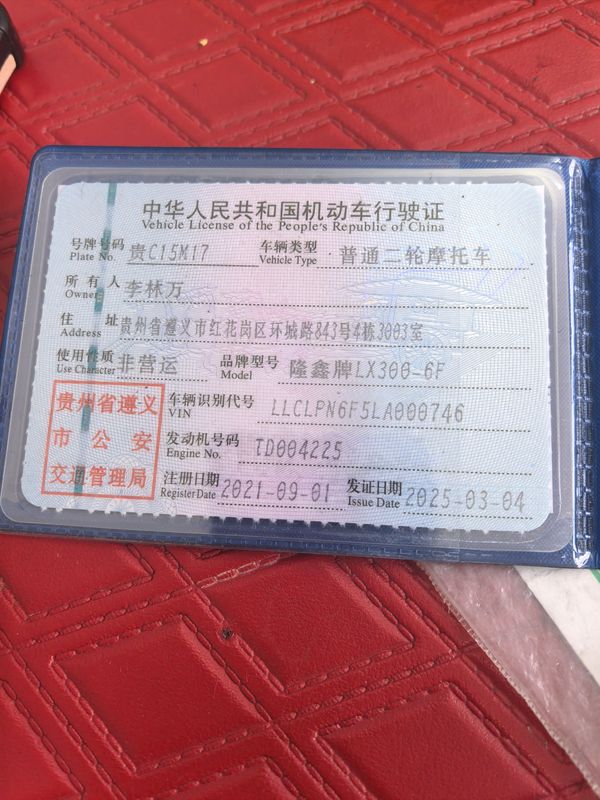 中华人民共和国机动车行驶证
Vehicle License of the People's Republic of China
号牌号码 贵C15M17 车辆类型 普通二轮摩托车
Plate No. Vehicle Type
所有人 李林万
Owner
住址 贵州省遵义市红花岗区环城路843号4栋3003室
Address
使用性质 非营运 品牌型号 隆鑫牌LX300-6F
Use Character Model
贵州省遵义
市公安
交通管理局
车辆识别代号 LLCLPN6F5LA000746
VIN
发动机号码 TD004225
Engine No.
注册日期 2021-09-01 发证日期 2025-03-04
Register Date Issue Date